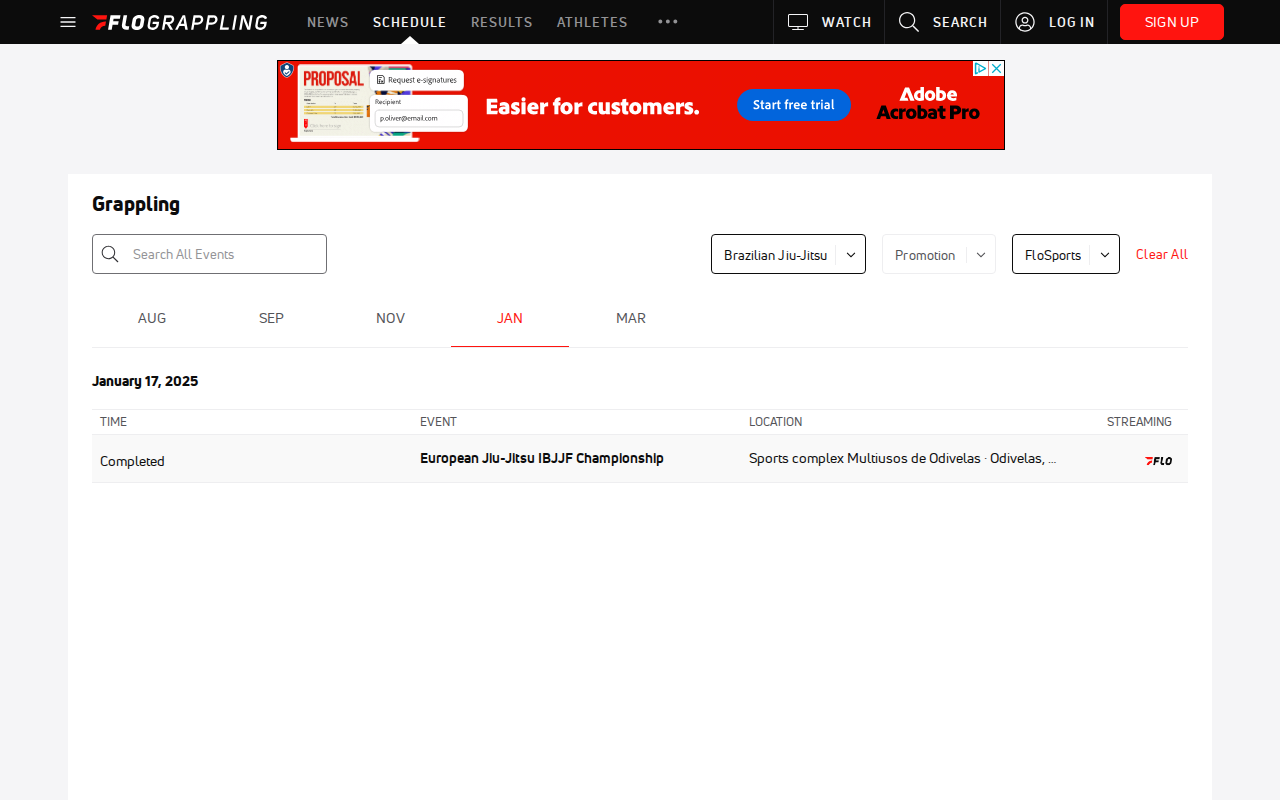 FLOGRAPPLING NEWS SCHEDULE RESULTS ATHLETES WATCH SEARCH LOG IN SIGN UP
PROPOSAL
Request e-signatures
Recipient
p.oliver@email.com
Easier for customers.
Start free trial
Adobe
Acrobat Pro
Grappling
Search All Events
Brazilian Jiu-Jitsu
Promotion
FloSports
Clear All
AUG SEP NOV JAN MAR
January 17, 2025
TIME EVENT LOCATION STREAMING
Completed European Jiu-Jitsu IBJJF Championship Sports complex Multiusos de Odivelas · Odivelas, ... FLO